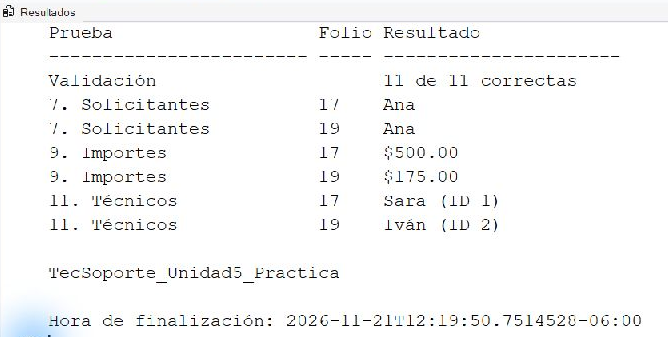 Resultados
Prueba Folio Resultado
------------------------ ----- ----------------------
Validación 11 de 11 correctas
7. Solicitantes 17 Ana
7. Solicitantes 19 Ana
9. Importes 17 $500.00
9. Importes 19 $175.00
11. Técnicos 17 Sara (ID 1)
11. Técnicos 19 Iván (ID 2)
TecSoporte_Unidad5_Practica
Hora de finalización: 2026-11-21T12:19:50.7514528-06:00